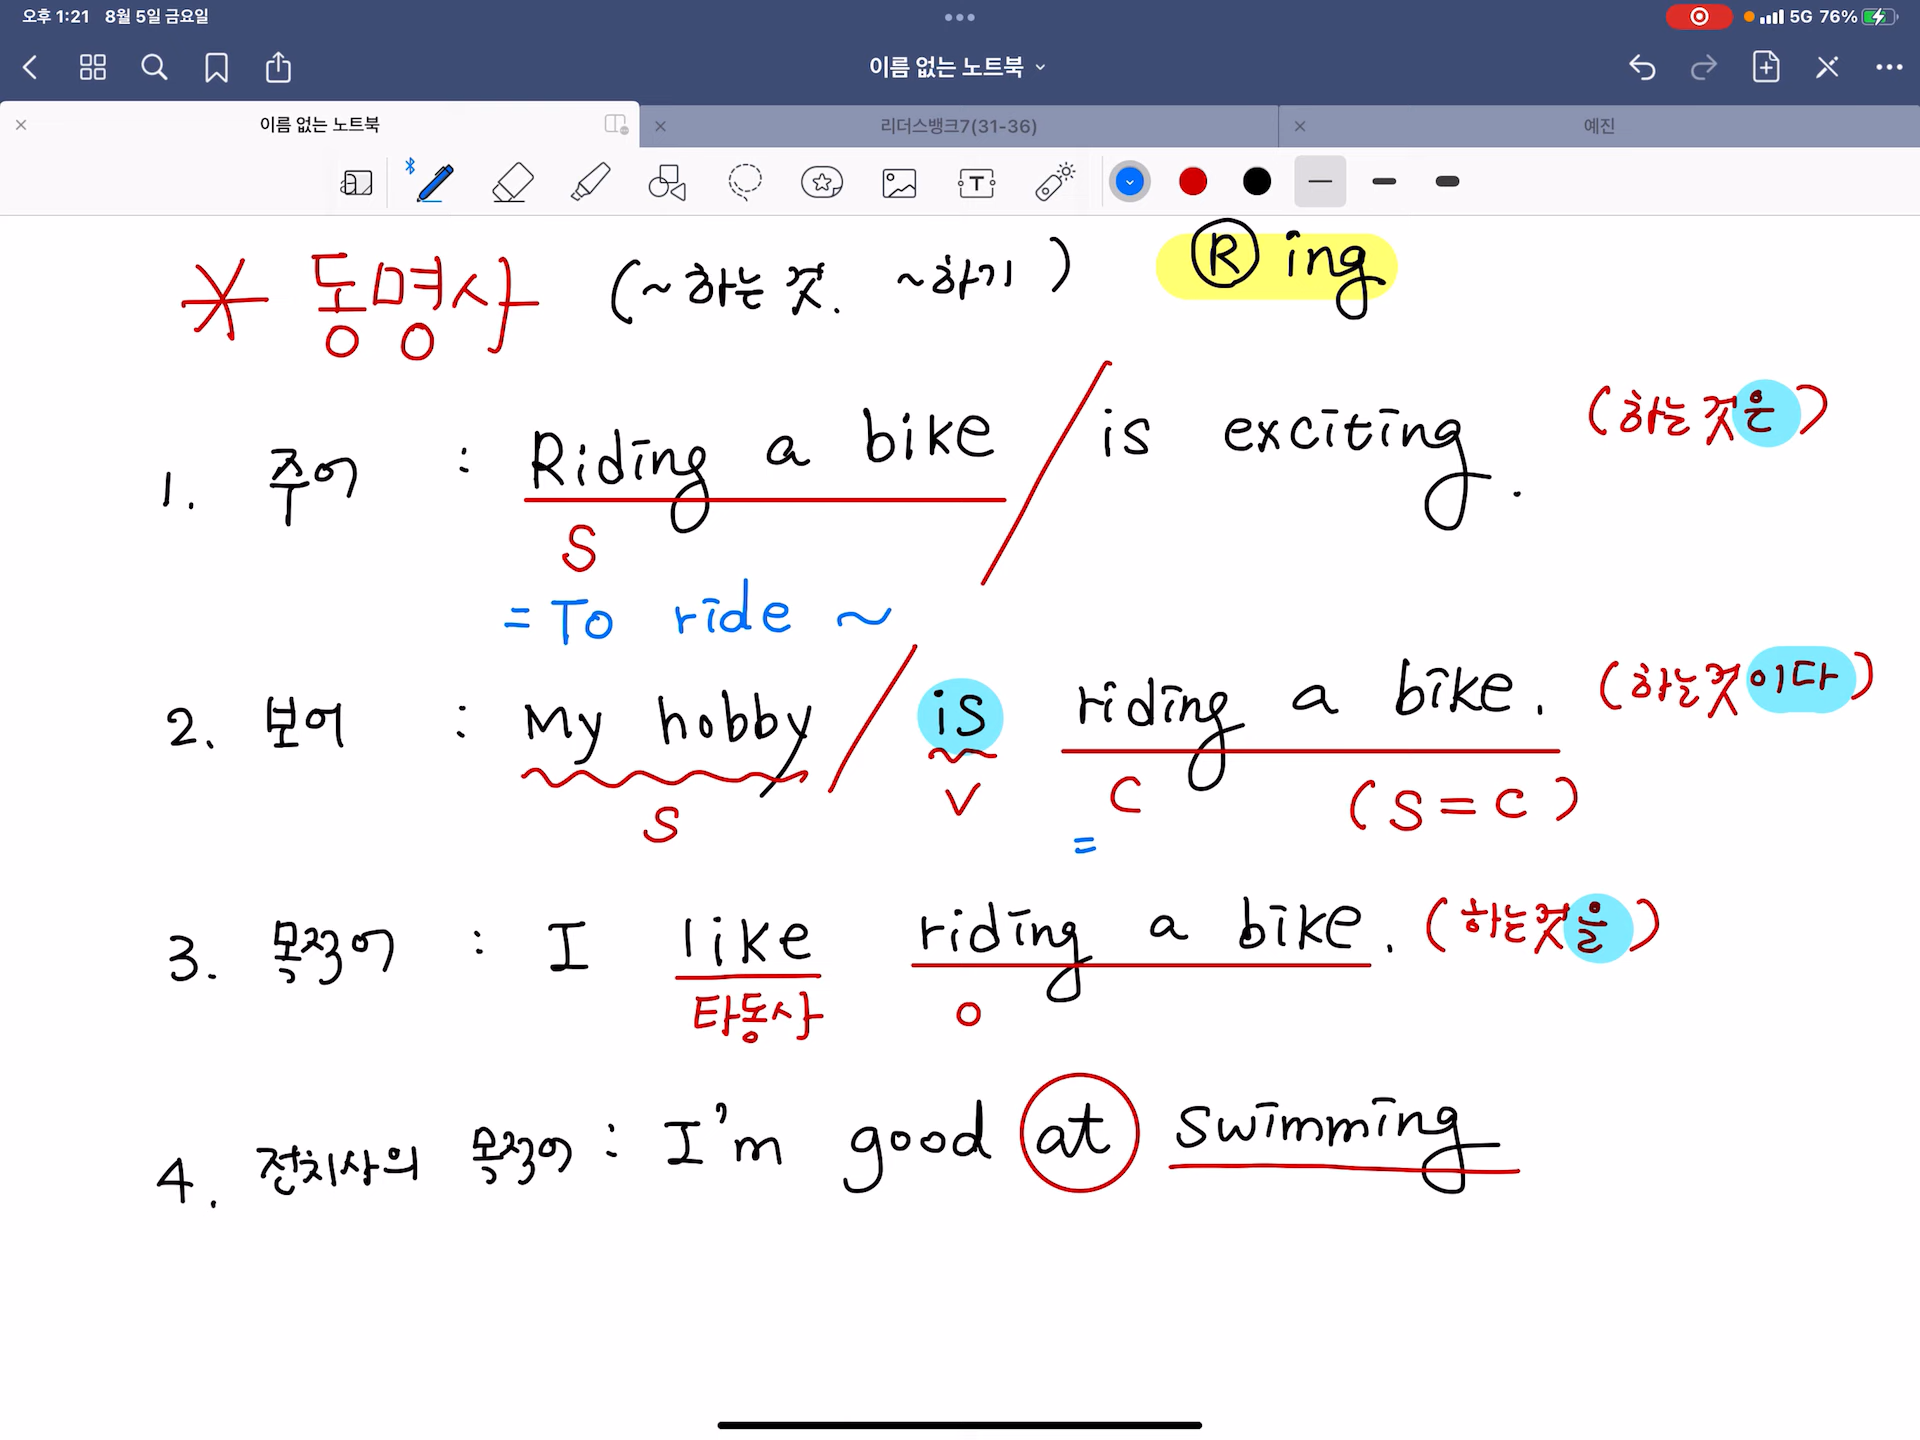 오후 1:21 8월 5일 금요일 5G 76%
이름 없는 노트북
이름 없는 노트북 리더스뱅크7(31-36) 예진
* 동명사 (~하는 것. ~하기) Ⓡ ing
1. 주어 : Riding a bike / is exciting. (하는 것은)
S
= To ride ~
2. 보어 : My hobby / is riding a bike. (하는것이다)
S V C (S = C)
=
3. 목적어 : I like riding a bike. (하는것을)
타동사 O
4. 전치사의 목적어 : I'm good at swimming